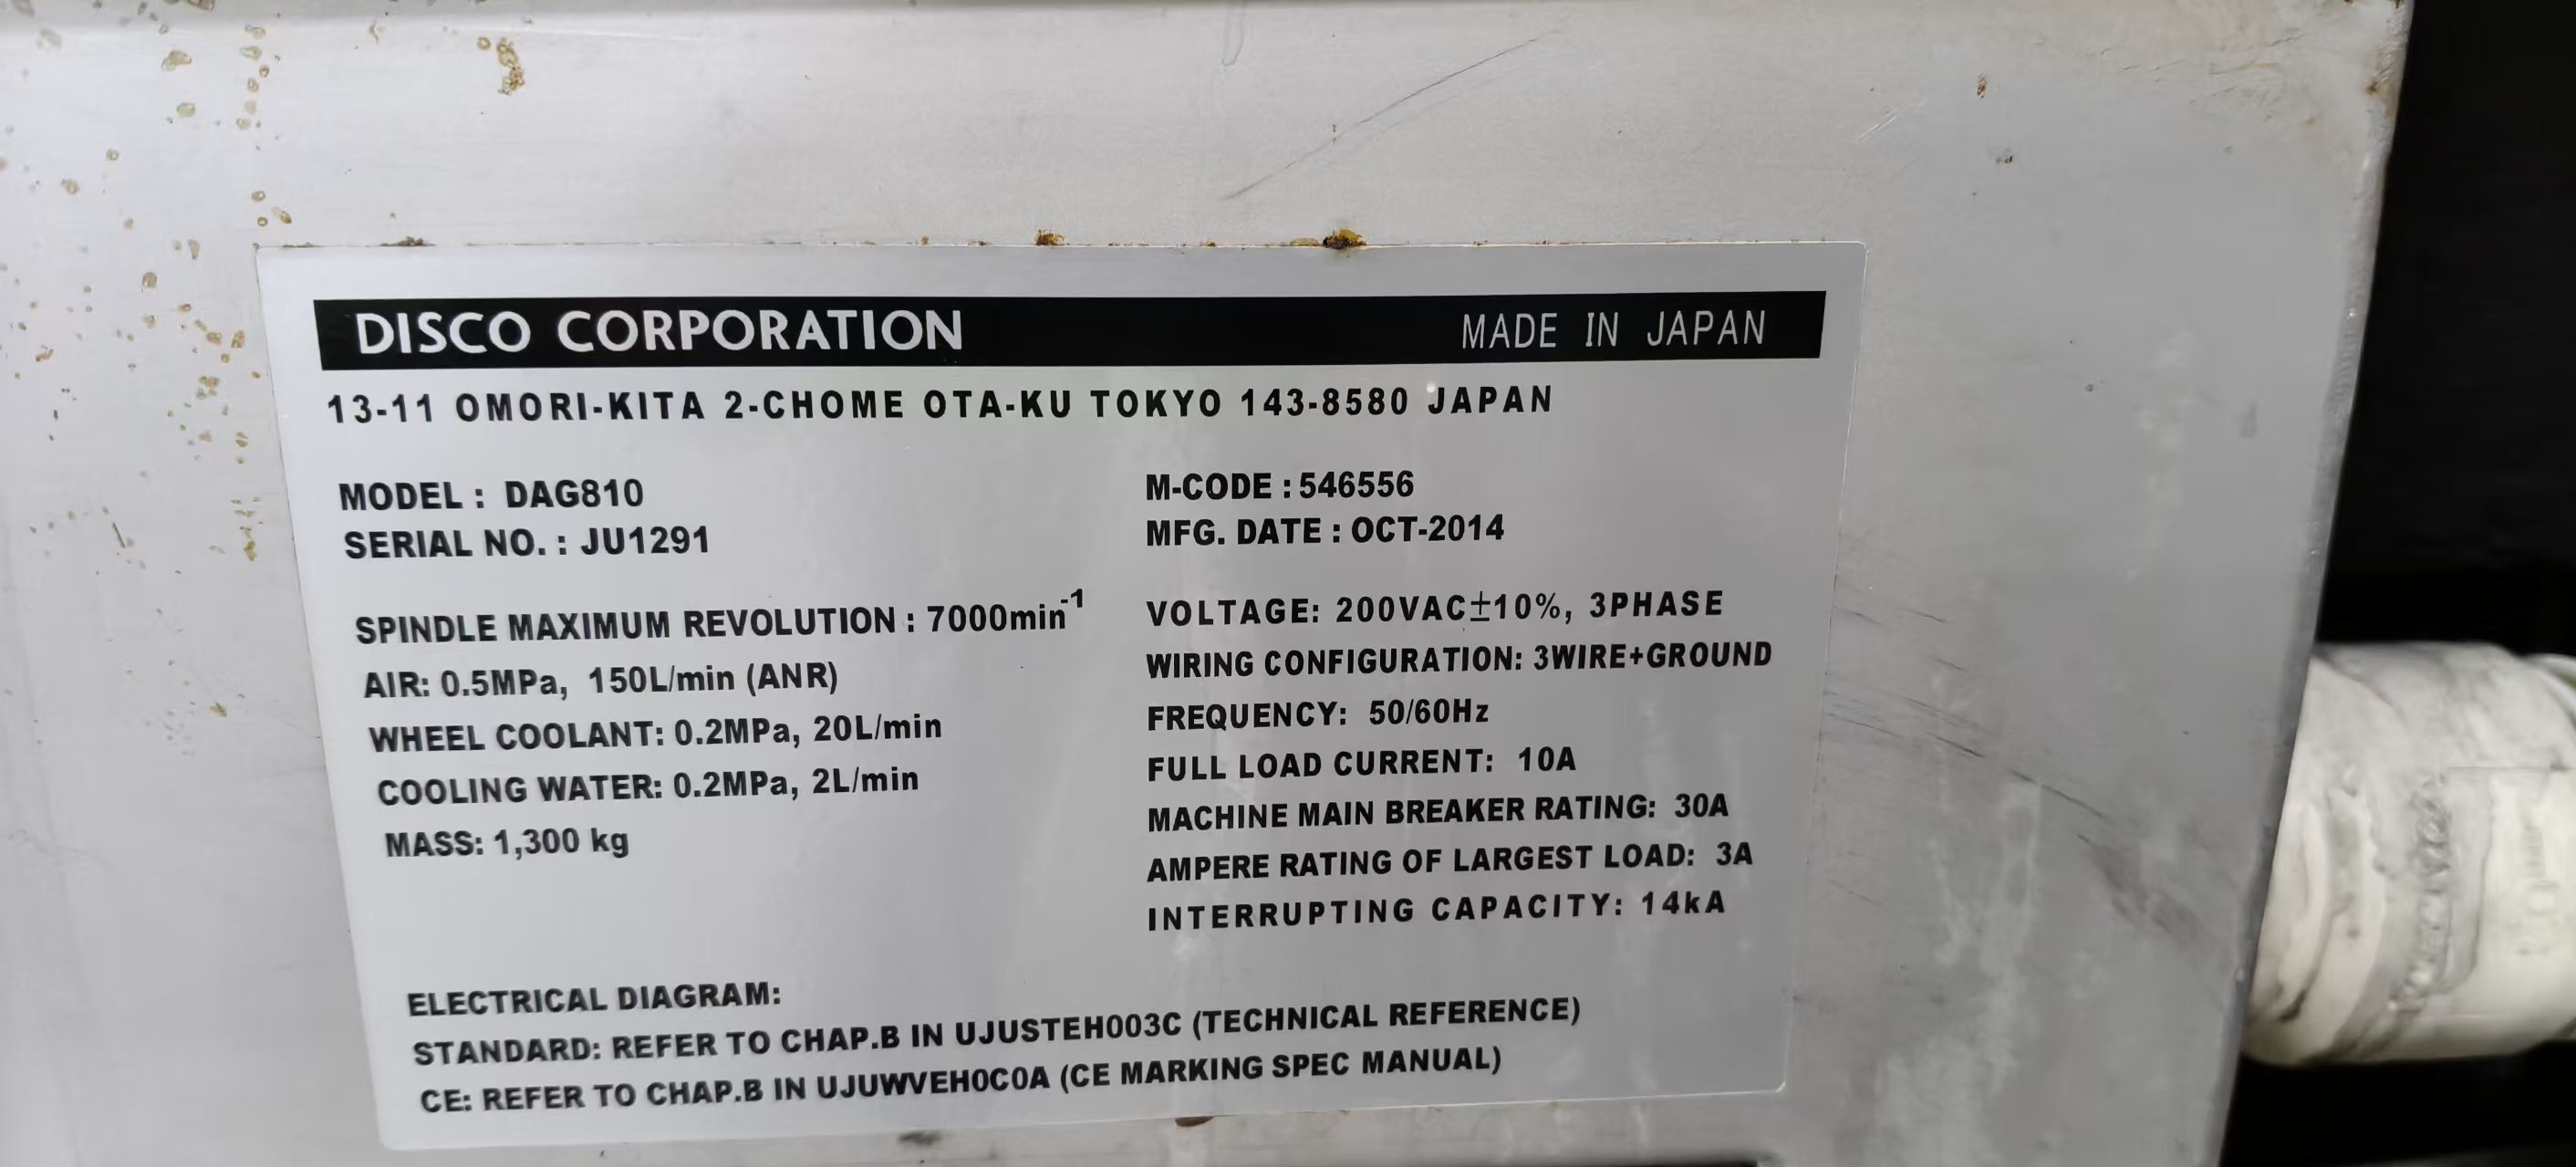 DISCO CORPORATION MADE IN JAPAN
13-11 OMORI-KITA 2-CHOME OTA-KU TOKYO 143-8580 JAPAN
MODEL : DAG810
SERIAL NO. : JU1291
M-CODE : 546556
MFG. DATE : OCT-2014
SPINDLE MAXIMUM REVOLUTION : 7000min⁻¹
AIR: 0.5MPa, 150L/min (ANR)
WHEEL COOLANT: 0.2MPa, 20L/min
COOLING WATER: 0.2MPa, 2L/min
MASS: 1,300 kg
VOLTAGE: 200VAC±10%, 3PHASE
WIRING CONFIGURATION: 3WIRE+GROUND
FREQUENCY: 50/60Hz
FULL LOAD CURRENT: 10A
MACHINE MAIN BREAKER RATING: 30A
AMPERE RATING OF LARGEST LOAD: 3A
INTERRUPTING CAPACITY: 14kA
ELECTRICAL DIAGRAM:
STANDARD: REFER TO CHAP.B IN UJUSTEH003C (TECHNICAL REFERENCE)
CE: REFER TO CHAP.B IN UJUWVEH0C0A (CE MARKING SPEC MANUAL)